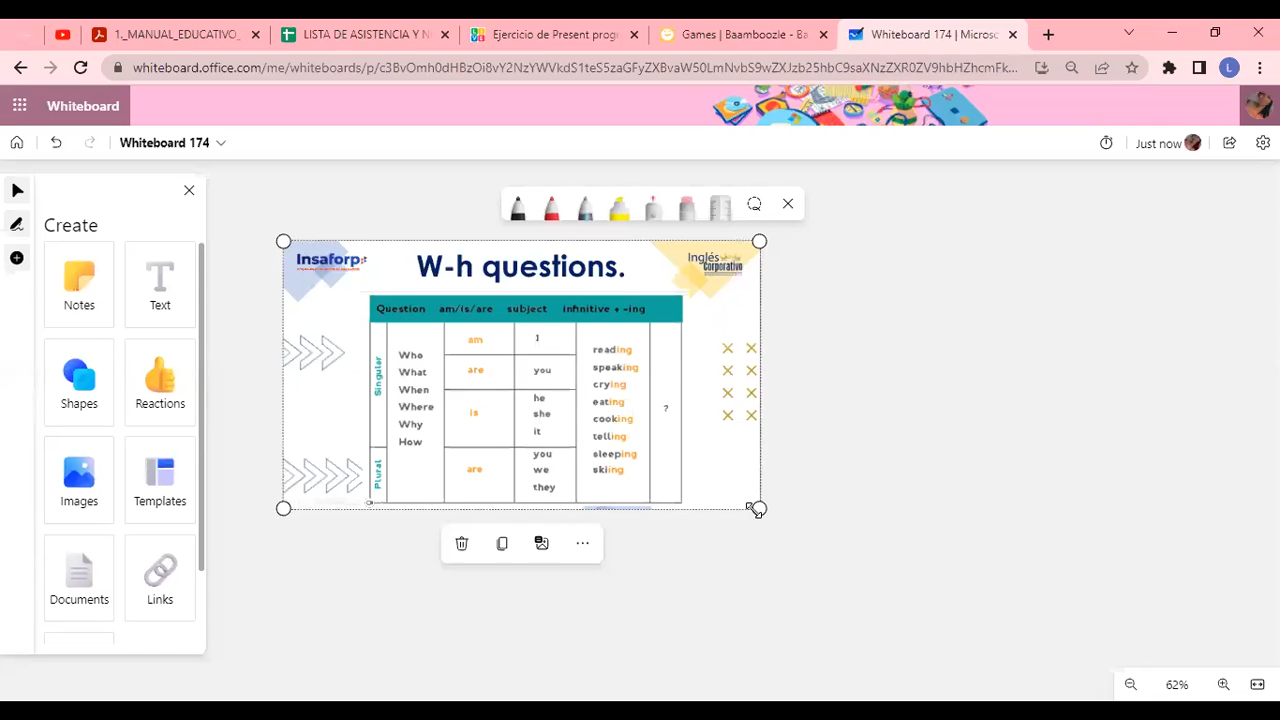 1._MANUAL_EDUCATIVO_
LISTA DE ASISTENCIA Y N
Ejercicio de Present prog
Games | Baamboozle - Ba
Whiteboard 174 | Microso
whiteboard.office.com/me/whiteboards/p/
L
Whiteboard
Whiteboard 174
Just now
Create
Notes
Text
Shapes
Reactions
Images
Templates
Documents
Links
Insaforp
W-h questions.
Inglés
Corporativo
Question am/is/are subject infinitive + -ing
Singular
Who
What
When
Where
Why
How
am
are
is
I
you
he
she
it
reading
speaking
crying
eating
cooking
telling
sleeping
skiing
?
Plural
are
you
we
they
62%